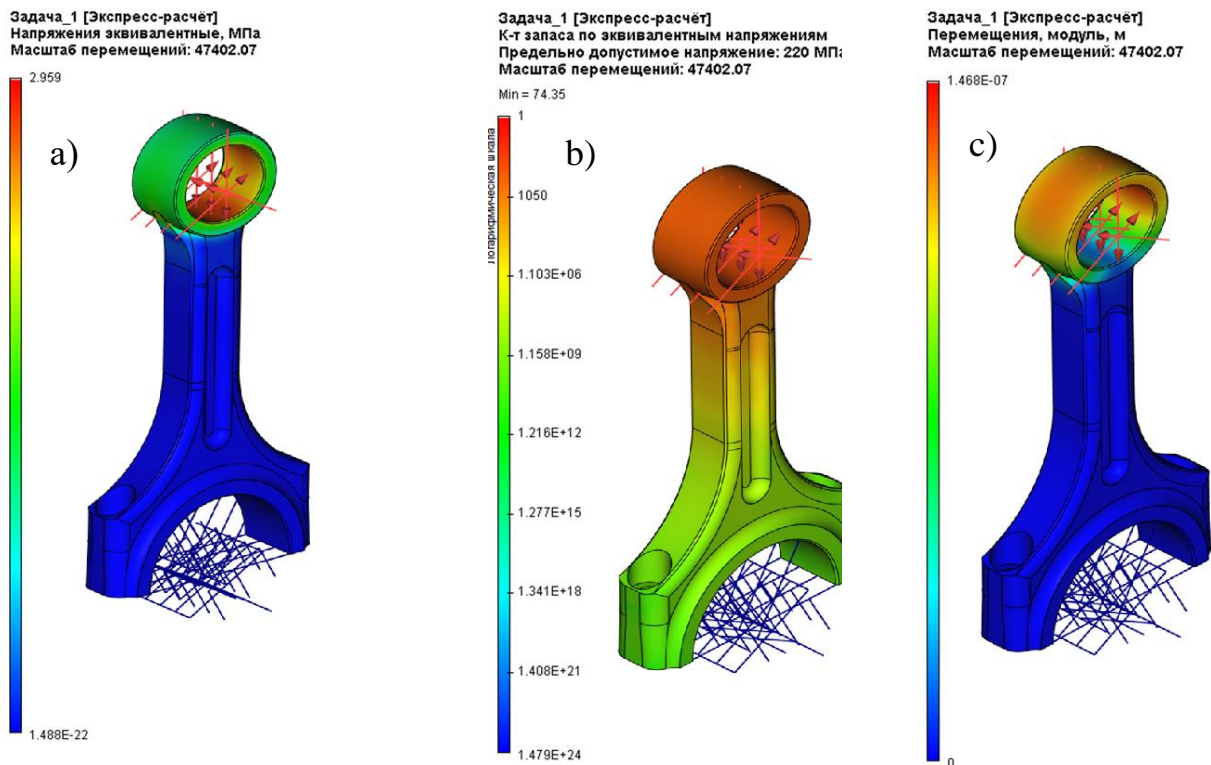 Задача_1 [Экспресс-расчёт]
Напряжения эквивалентные, МПа
Масштаб перемещений: 47402.07
2.959
a)
1.488E-22
Задача_1 [Экспресс-расчёт]
К-т запаса по эквивалентным напряжениям
Предельно допустимое напряжение: 220 МПа
Масштаб перемещений: 47402.07
Min = 74.35
логарифмическая шкала
1
b)
1050
1.103E+06
1.158E+09
1.216E+12
1.277E+15
1.341E+18
1.408E+21
1.479E+24
Задача_1 [Экспресс-расчёт]
Перемещения, модуль, м
Масштаб перемещений: 47402.07
1.468E-07
c)
0